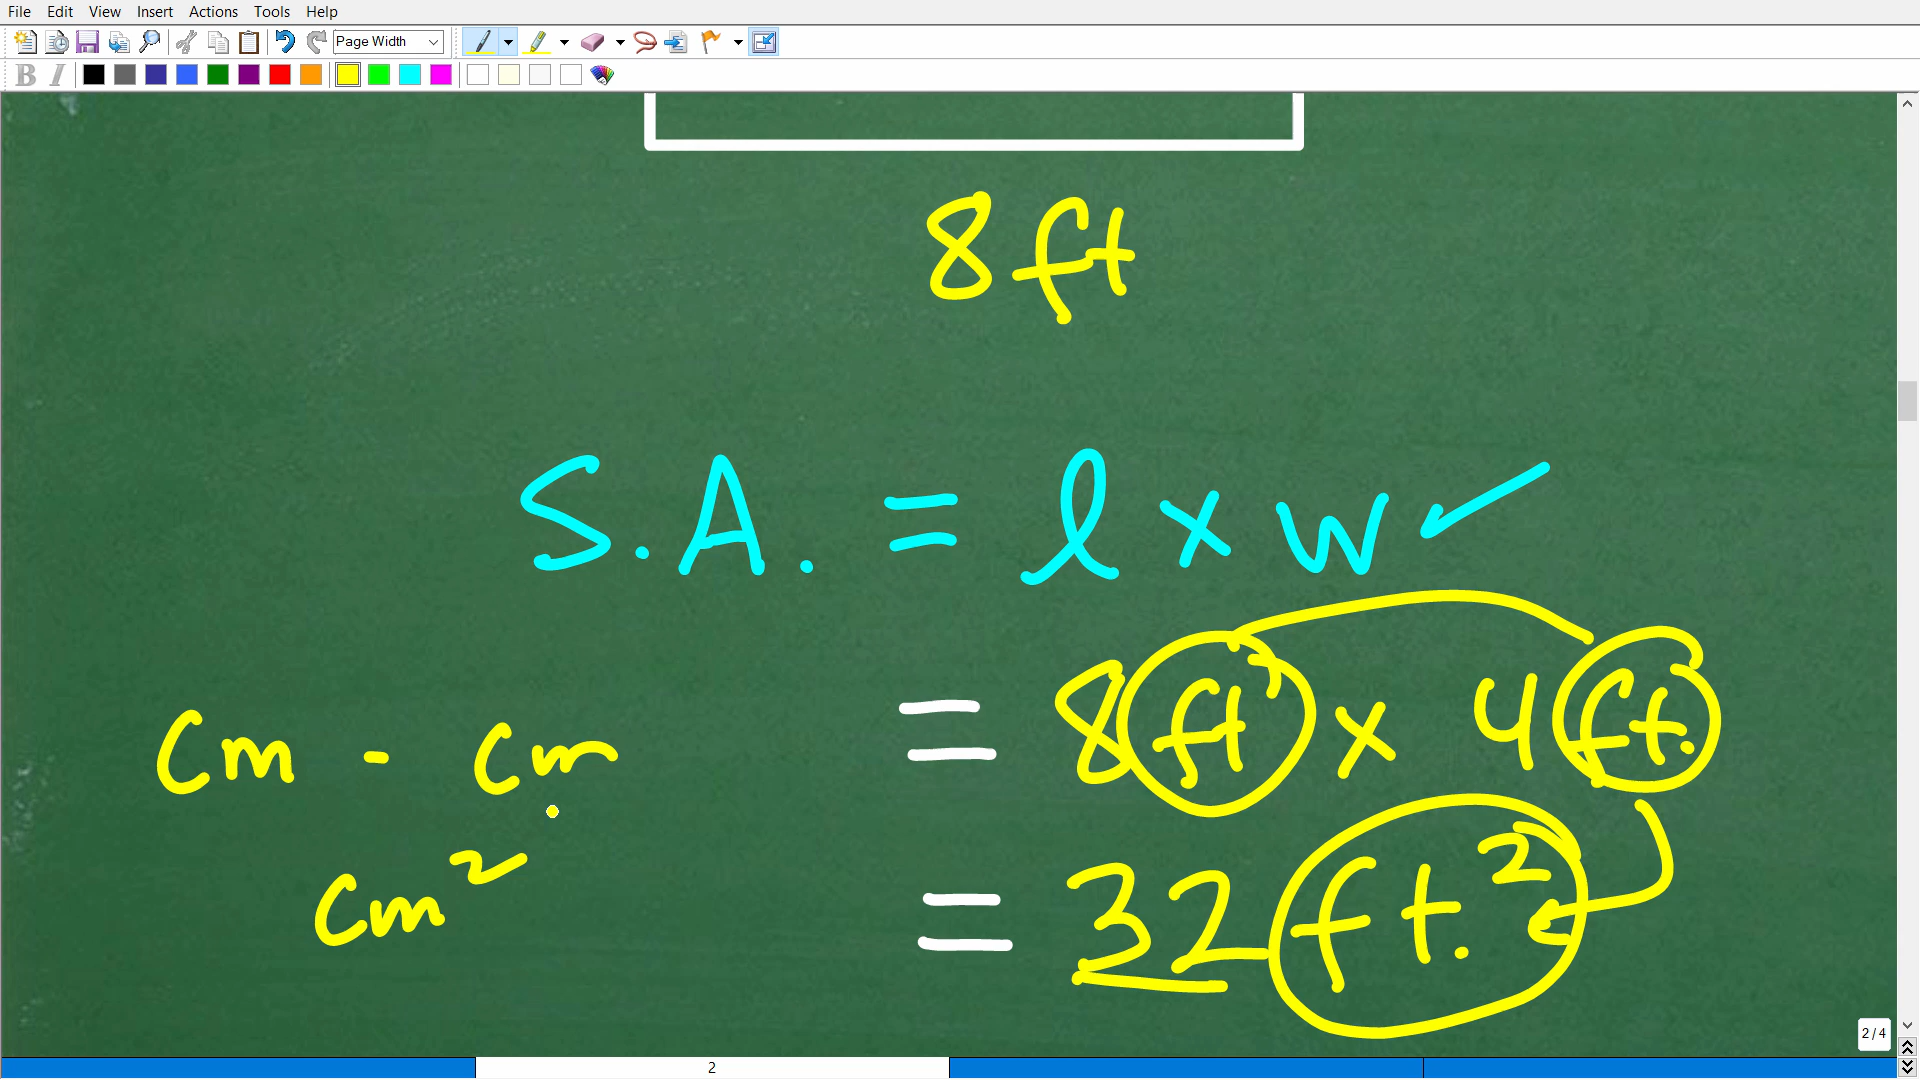 File Edit View Insert Actions Tools Help
Page Width
B I
8 ft
S.A. = l x w
= 8 ft x 4 ft.
cm - cm
cm²
= 32 ft.²
2 / 4
2